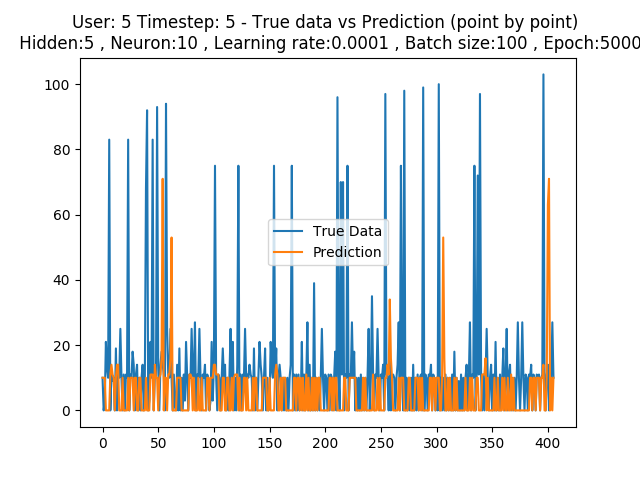 User: 5 Timestep: 5 - True data vs Prediction (point by point)
Hidden:5 , Neuron:10 , Learning rate:0.0001 , Batch size:100 , Epoch:5000
100
80
60
40
20
0
True Data
Prediction
0 50 100 150 200 250 300 350 400